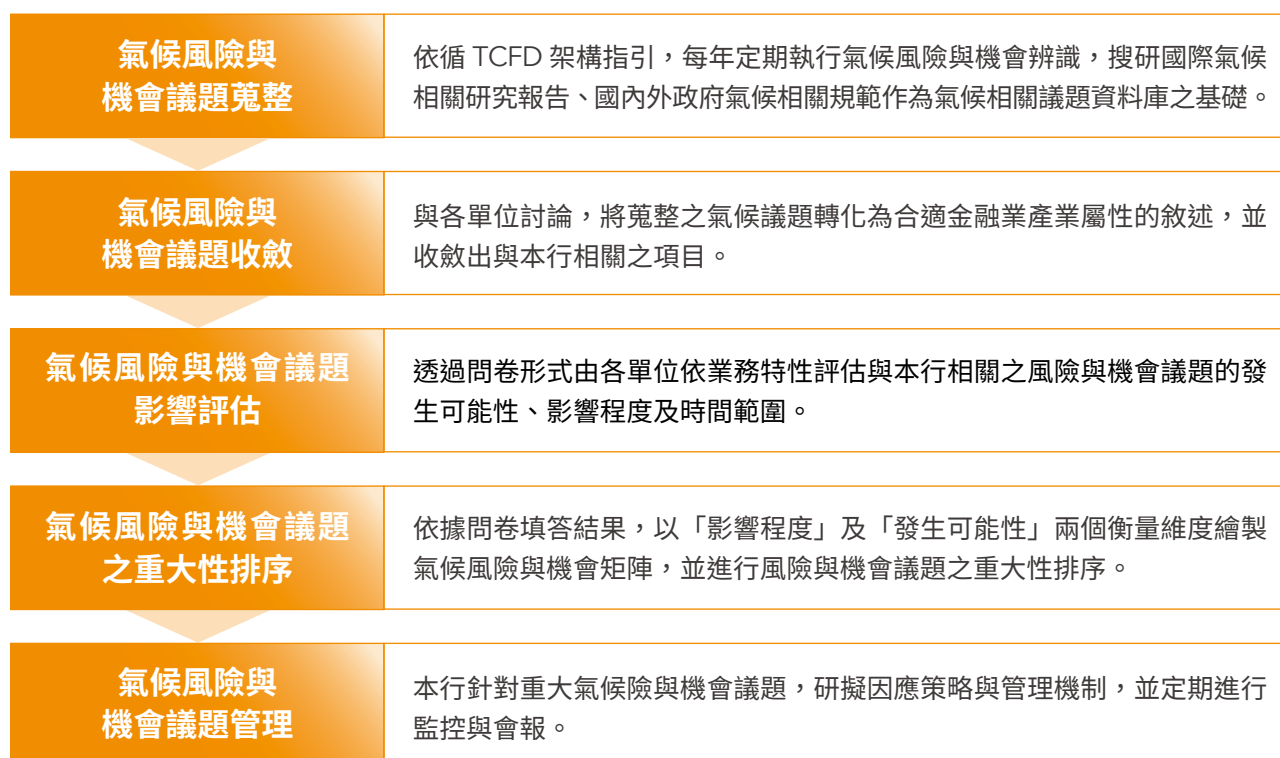 氣候風險與
機會議題蒐整
依循 TCFD 架構指引，每年定期執行氣候風險與機會辨識，搜研國際氣候
相關研究報告、國內外政府氣候相關規範作為氣候相關議題資料庫之基礎。
氣候風險與
機會議題收斂
與各單位討論，將蒐整之氣候議題轉化為合適金融業產業屬性的敘述，並
收斂出與本行相關之項目。
氣候風險與機會議題
影響評估
透過問卷形式由各單位依業務特性評估與本行相關之風險與機會議題的發
生可能性、影響程度及時間範圍。
氣候風險與機會議題
之重大性排序
依據問卷填答結果，以「影響程度」及「發生可能性」兩個衡量維度繪製
氣候風險與機會矩陣，並進行風險與機會議題之重大性排序。
氣候風險與
機會議題管理
本行針對重大氣候險與機會議題，研擬因應策略與管理機制，並定期進行
監控與會報。